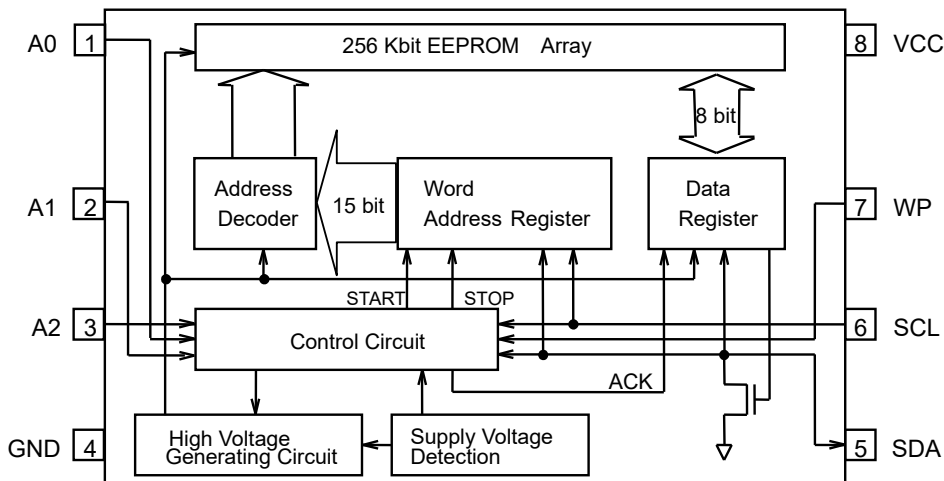 A0 1
256 Kbit EEPROM Array
8 VCC
8 bit
A1 2
Address
Decoder
15 bit
Word
Address Register
Data
Register
7 WP
START
STOP
A2 3
Control Circuit
6 SCL
ACK
GND 4
High Voltage
Generating Circuit
Supply Voltage
Detection
5 SDA